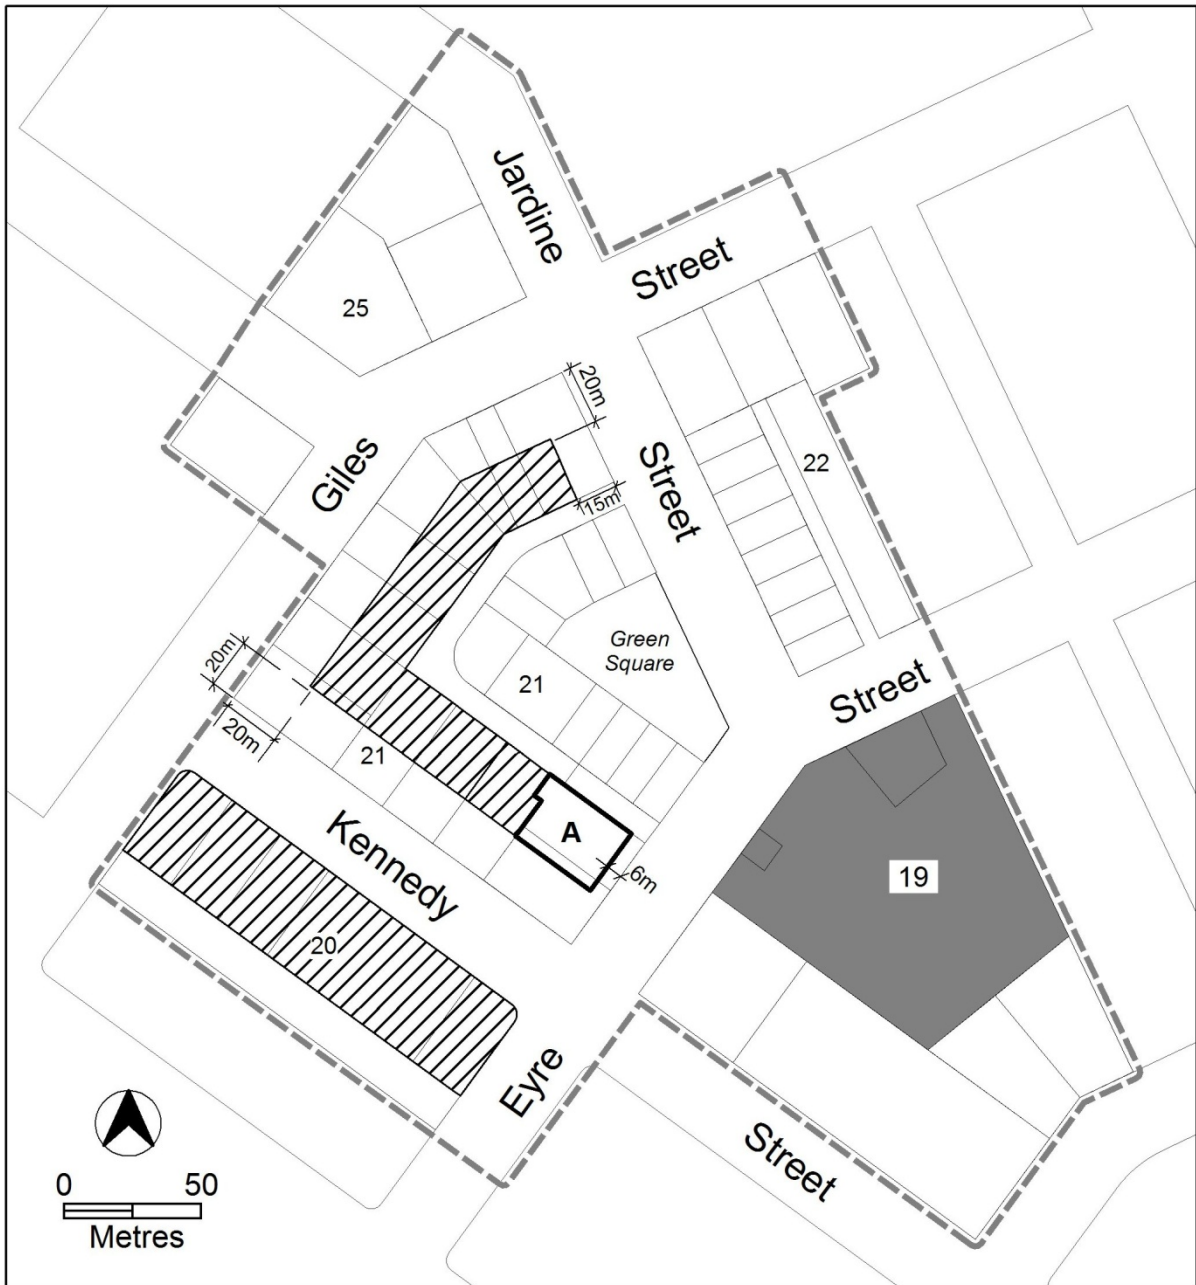 Jardine
Street
25
20m
Giles
Street
22
15m
Green
Square
20m
21
Street
20m
21
A
6m
19
Kennedy
20
Eyre
Street
0 50
Metres